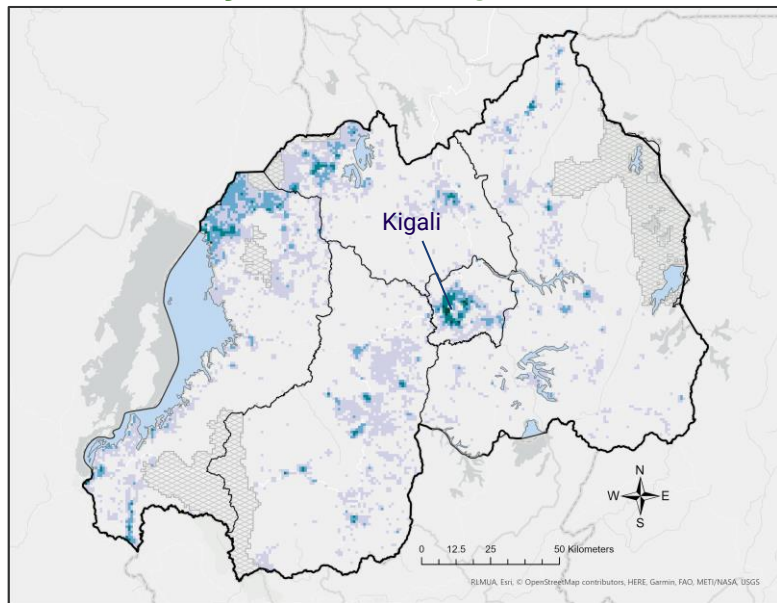 Kigali
N
W E
S
0 12.5 25 50 Kilometers
RLMUA, Esri, © OpenStreetMap contributors, HERE, Garmin, FAO, METI/NASA, USGS